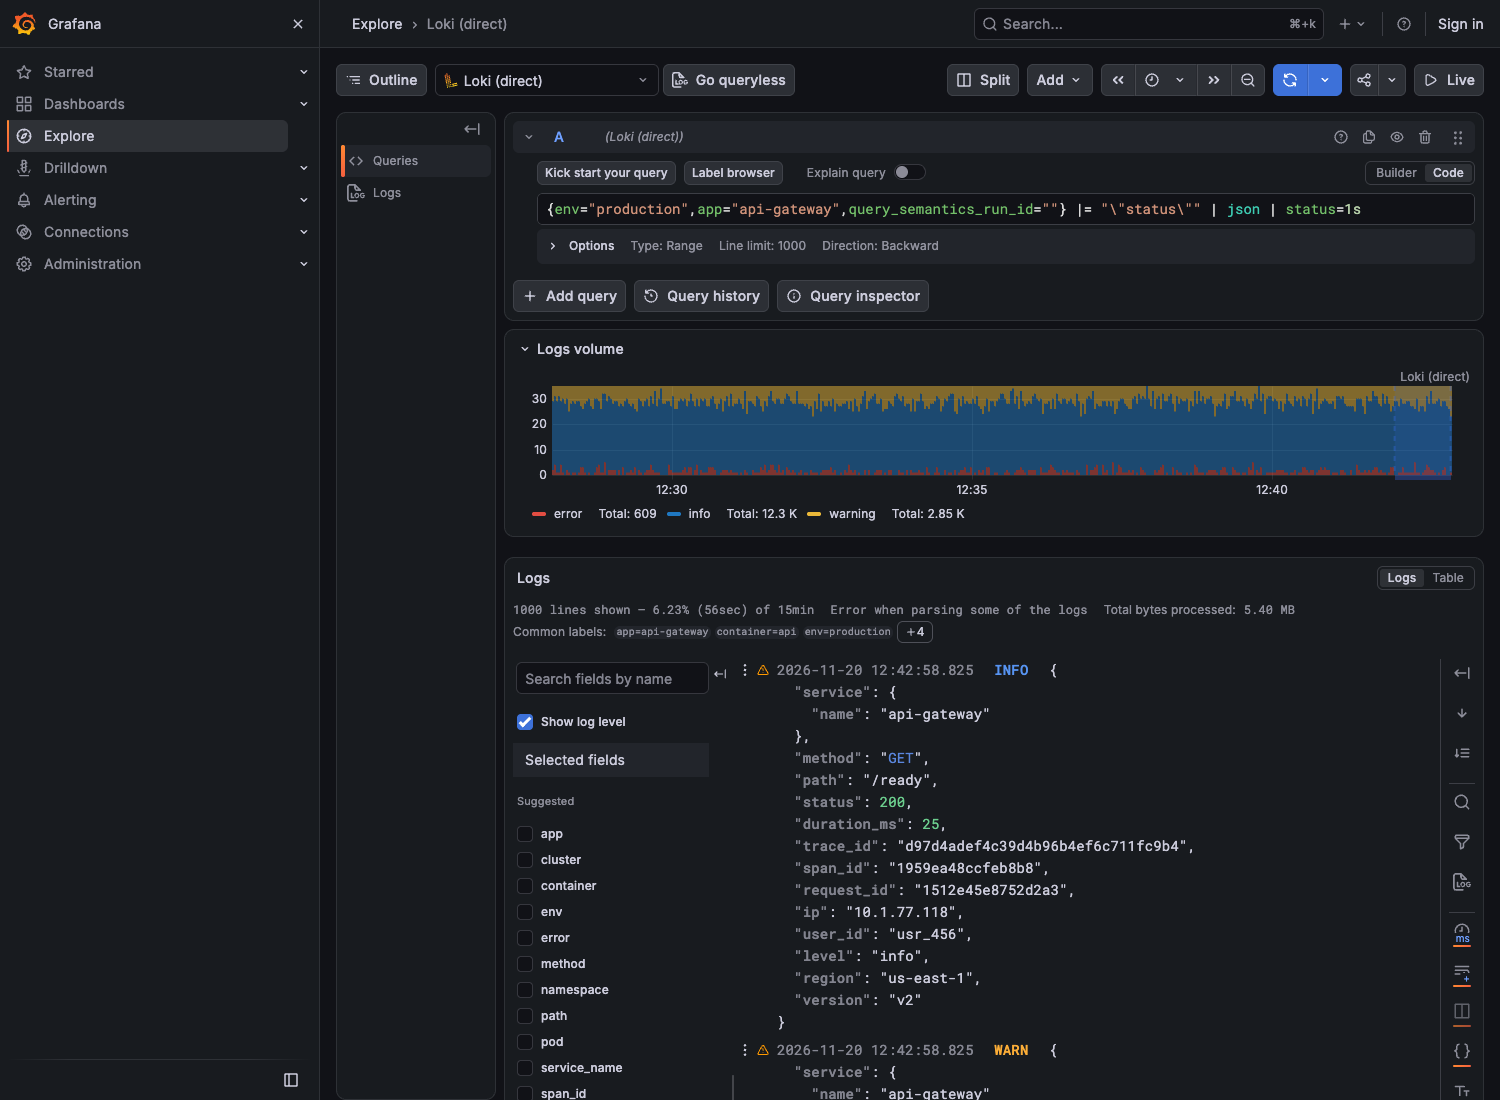 Grafana
Explore › Loki (direct)
Search...
⌘+k
Sign in
Starred
Dashboards
Explore
Drilldown
Alerting
Connections
Administration
Outline
Loki (direct)
Go queryless
Split
Add
Live
Queries
Logs
A
(Loki (direct))
Kick start your query
Label browser
Explain query
Builder
Code
{env="production",app="api-gateway",query_semantics_run_id=""} |= "\"status\"" | json | status=1s
Options Type: Range Line limit: 1000 Direction: Backward
+ Add query
Query history
Query inspector
Logs volume
Loki (direct)
30
20
10
0
12:30
12:35
12:40
error Total: 609 info Total: 12.3 K warning Total: 2.85 K
Logs
Logs
Table
1000 lines shown — 6.23% (56sec) of 15min Error when parsing some of the logs Total bytes processed: 5.40 MB
Common labels: app=api-gateway container=api env=production +4
Search fields by name
Show log level
Selected fields
Suggested
app
cluster
container
env
error
method
namespace
path
pod
service_name
span_id
2026-11-20 12:42:58.825 INFO {
"service": {
"name": "api-gateway"
},
"method": "GET",
"path": "/ready",
"status": 200,
"duration_ms": 25,
"trace_id": "d97d4adef4c39d4b96b4ef6c711fc9b4",
"span_id": "1959ea48ccfeb8b8",
"request_id": "1512e45e8752d2a3",
"ip": "10.1.77.118",
"user_id": "usr_456",
"level": "info",
"region": "us-east-1",
"version": "v2"
}
2026-11-20 12:42:58.825 WARN {
"service": {
"name": "api-gateway"
LOG
ms
{}
TT